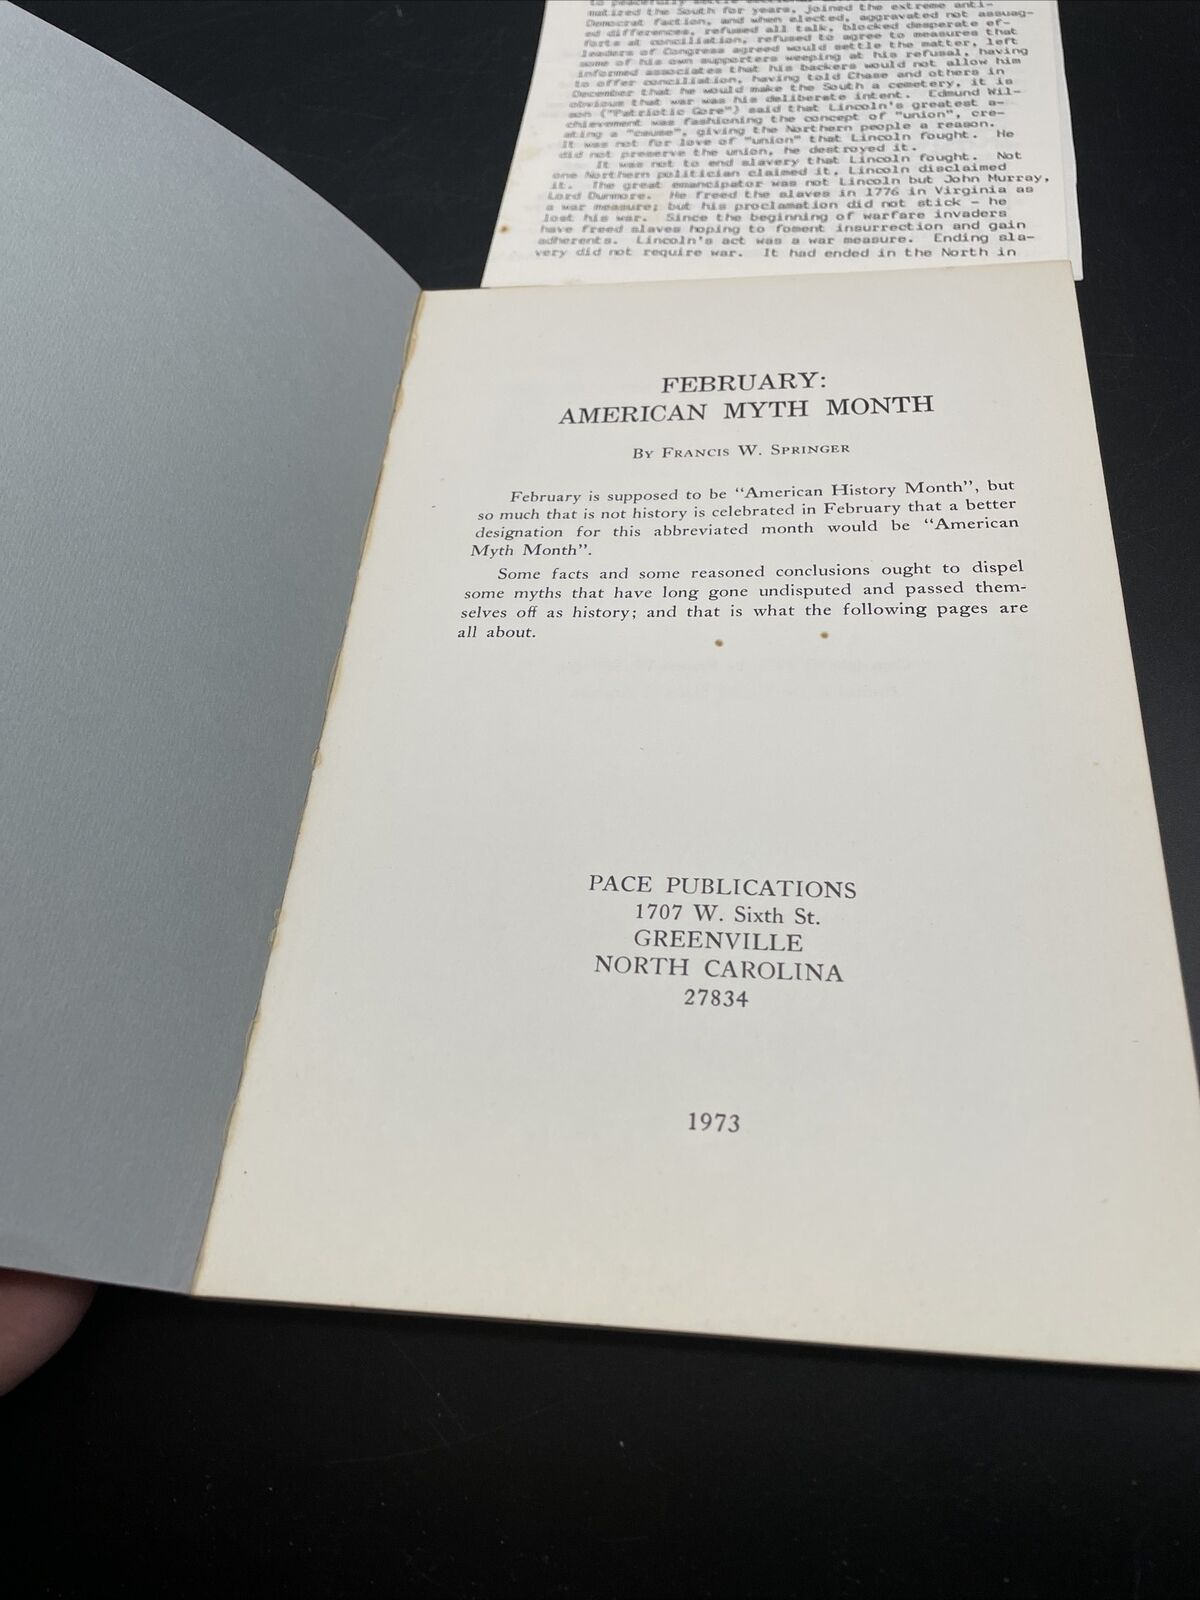 matized the South for years, joined the extreme anti-
Democrat faction, and when elected, aggravated not assuag-
ed differences, refused all talk, blocked desperate ef-
forts at conciliation, refused to agree to measures that
leaders of Congress agreed would settle the matter, left
some of his own supporters weeping at his refusal, having
informed associates that his backers would not allow him
to offer conciliation, having told Chase and others in
December that he would make the South a cemetery, it is
obvious that war was his deliberate intent. Edmund Wil-
son ("Patriotic Gore") said that Lincoln's greatest a-
chievement was fashioning the concept of "union", cre-
ating a "cause", giving the Northern people a reason.
It was not for love of "union" that Lincoln fought. He
did not preserve the union, he destroyed it.
It was not to end slavery that Lincoln fought. Not
one Northern politician claimed it, Lincoln disclaimed
it. The great emancipator was not Lincoln but John Murray,
Lord Dunmore. He freed the slaves in 1776 in Virginia as
a war measure; but his proclamation did not stick - he
lost his war. Since the beginning of warfare invaders
have freed slaves hoping to foment insurrection and gain
adherents. Lincoln's act was a war measure. Ending sla-
very did not require war. It had ended in the North in
FEBRUARY:
AMERICAN MYTH MONTH
BY FRANCIS W. SPRINGER
February is supposed to be "American History Month", but
so much that is not history is celebrated in February that a better
designation for this abbreviated month would be "American
Myth Month".
Some facts and some reasoned conclusions ought to dispel
some myths that have long gone undisputed and passed them-
selves off as history; and that is what the following pages are
all about.
PACE PUBLICATIONS
1707 W. Sixth St.
GREENVILLE
NORTH CAROLINA
27834
1973